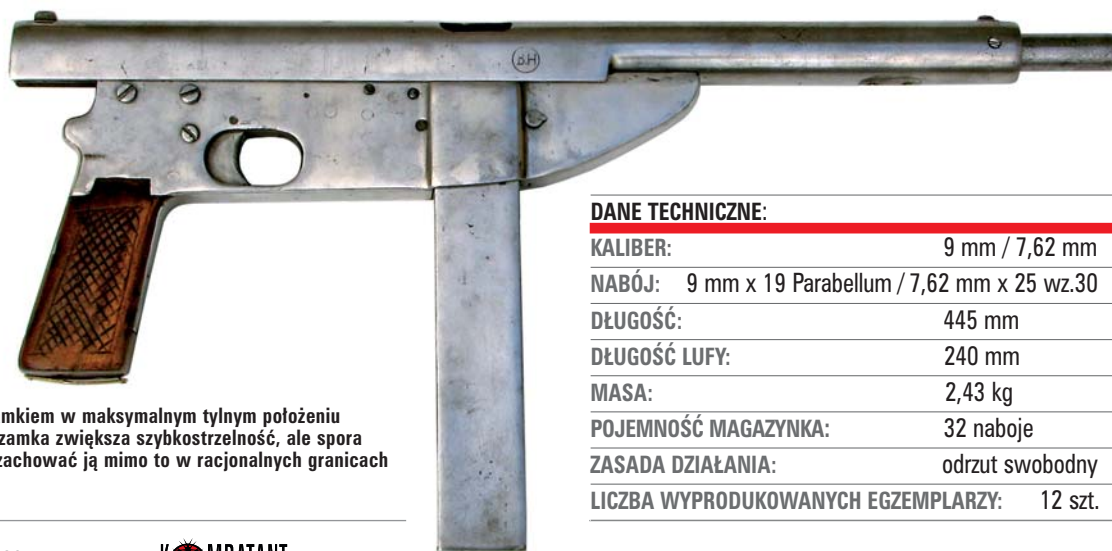 B.H
DANE TECHNICZNE:
KALIBER: 9 mm / 7,62 mm
NABÓJ: 9 mm x 19 Parabellum / 7,62 mm x 25 wz.30
DŁUGOŚĆ: 445 mm
DŁUGOŚĆ LUFY: 240 mm
MASA: 2,43 kg
POJEMNOŚĆ MAGAZYNKA: 32 naboje
ZASADA DZIAŁANIA: odrzut swobodny
LICZBA WYPRODUKOWANYCH EGZEMPLARZY: 12 szt.
mkiem w maksymalnym tylnym położeniu
zamka zwiększa szybkostrzelność, ale spora
zachować ją mimo to w racjonalnych granicach